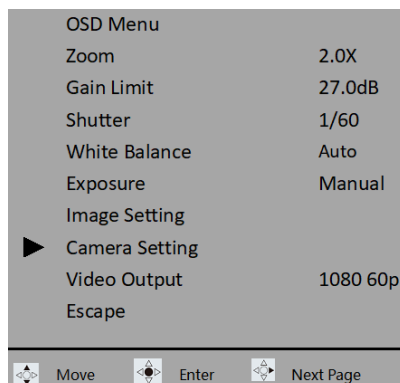 OSD Menu
Zoom 2.0X
Gain Limit 27.0dB
Shutter 1/60
White Balance Auto
Exposure Manual
Image Setting
Camera Setting
Video Output 1080 60p
Escape
Move Enter Next Page